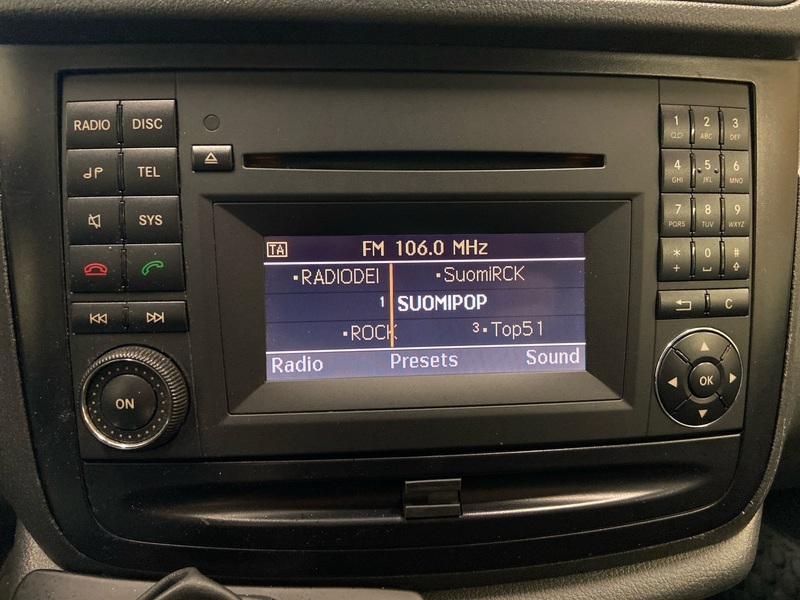 RADIO DISC
TEL
SYS
ON
TA FM 106.0 MHz
RADIODEI SuomiRCK
1 SUOMIPOP
ROCK 3 Top51
Radio Presets Sound
1 2 3
ABC DEF
4 5 6
GHI JKL MNO
7 8 9
PQRS TUV WXYZ
* 0 #
+
C
OK